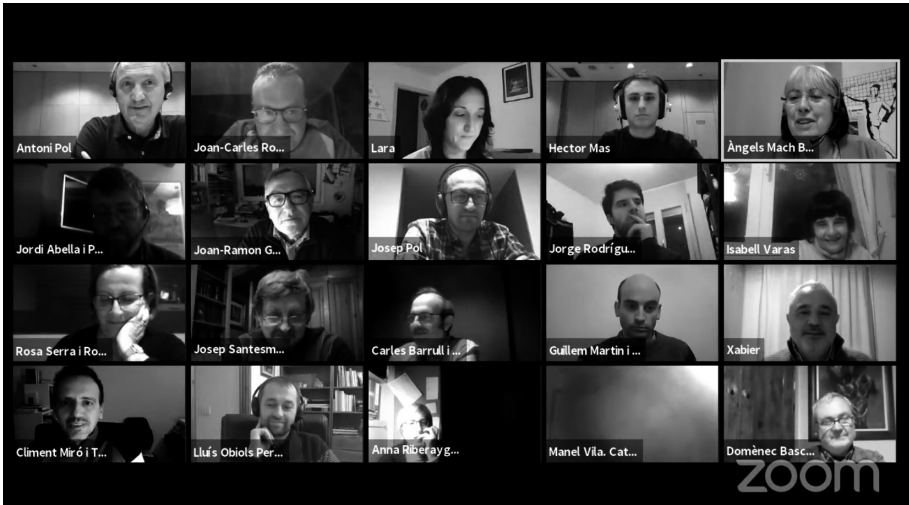 Antoni Pol
Joan-Carles Ro...
Lara
Hector Mas
Àngels Mach B...
Jordi Abella i P...
Joan-Ramon G...
Josep Pol
Jorge Rodrígu...
Isabell Varas
Rosa Serra i Ro...
Josep Santesm...
Carles Barrull i ...
Guillem Martin i ...
Xabier
Climent Miró i T...
Lluís Obiols Per...
Anna Riberayg...
Manel Vila. Cat...
Domènec Basc...
zoom